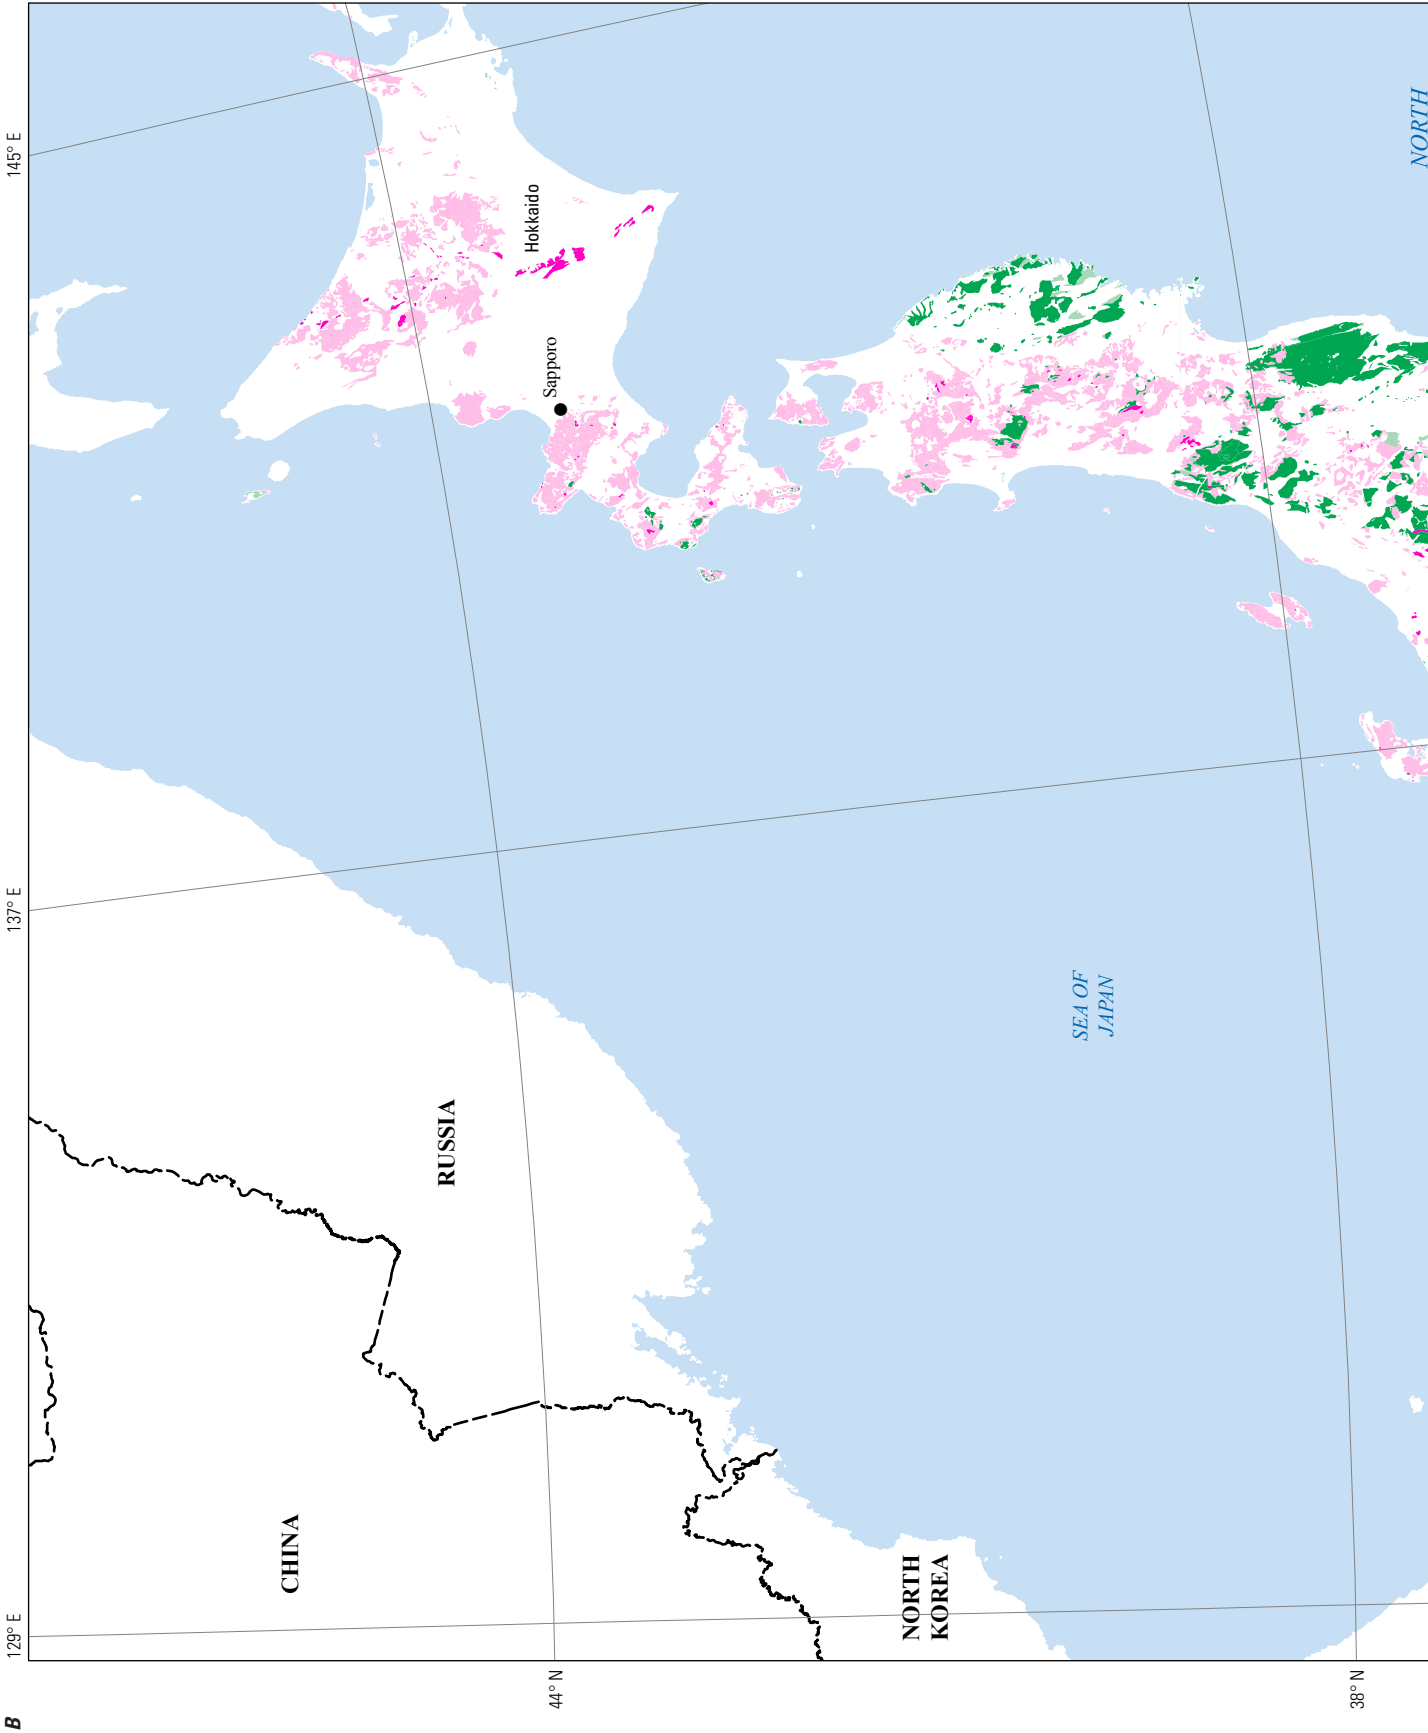 B
129° E
137° E
145° E
CHINA
RUSSIA
Hokkaido
Sapporo
44° N
NORTH
KOREA
SEA OF
JAPAN
38° N
NORTH